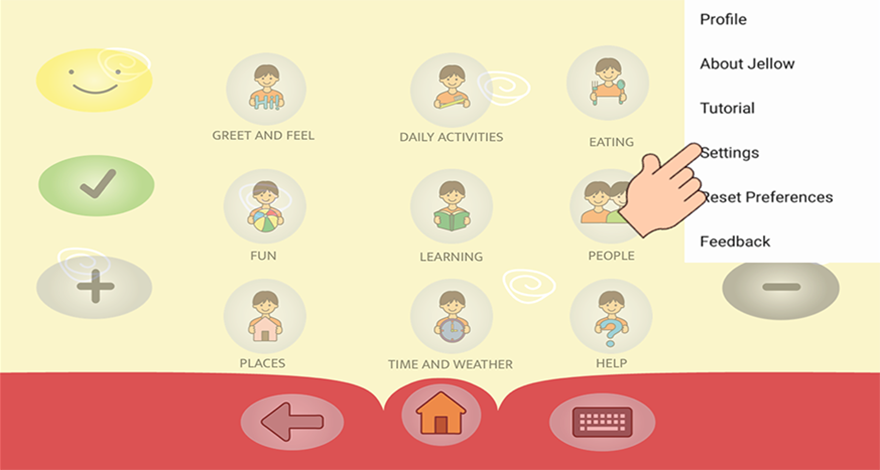 Profile
About Jellow
Tutorial
Settings
Reset Preferences
Feedback
GREET AND FEEL
DAILY ACTIVITIES
EATING
FUN
LEARNING
PEOPLE
PLACES
TIME AND WEATHER
HELP